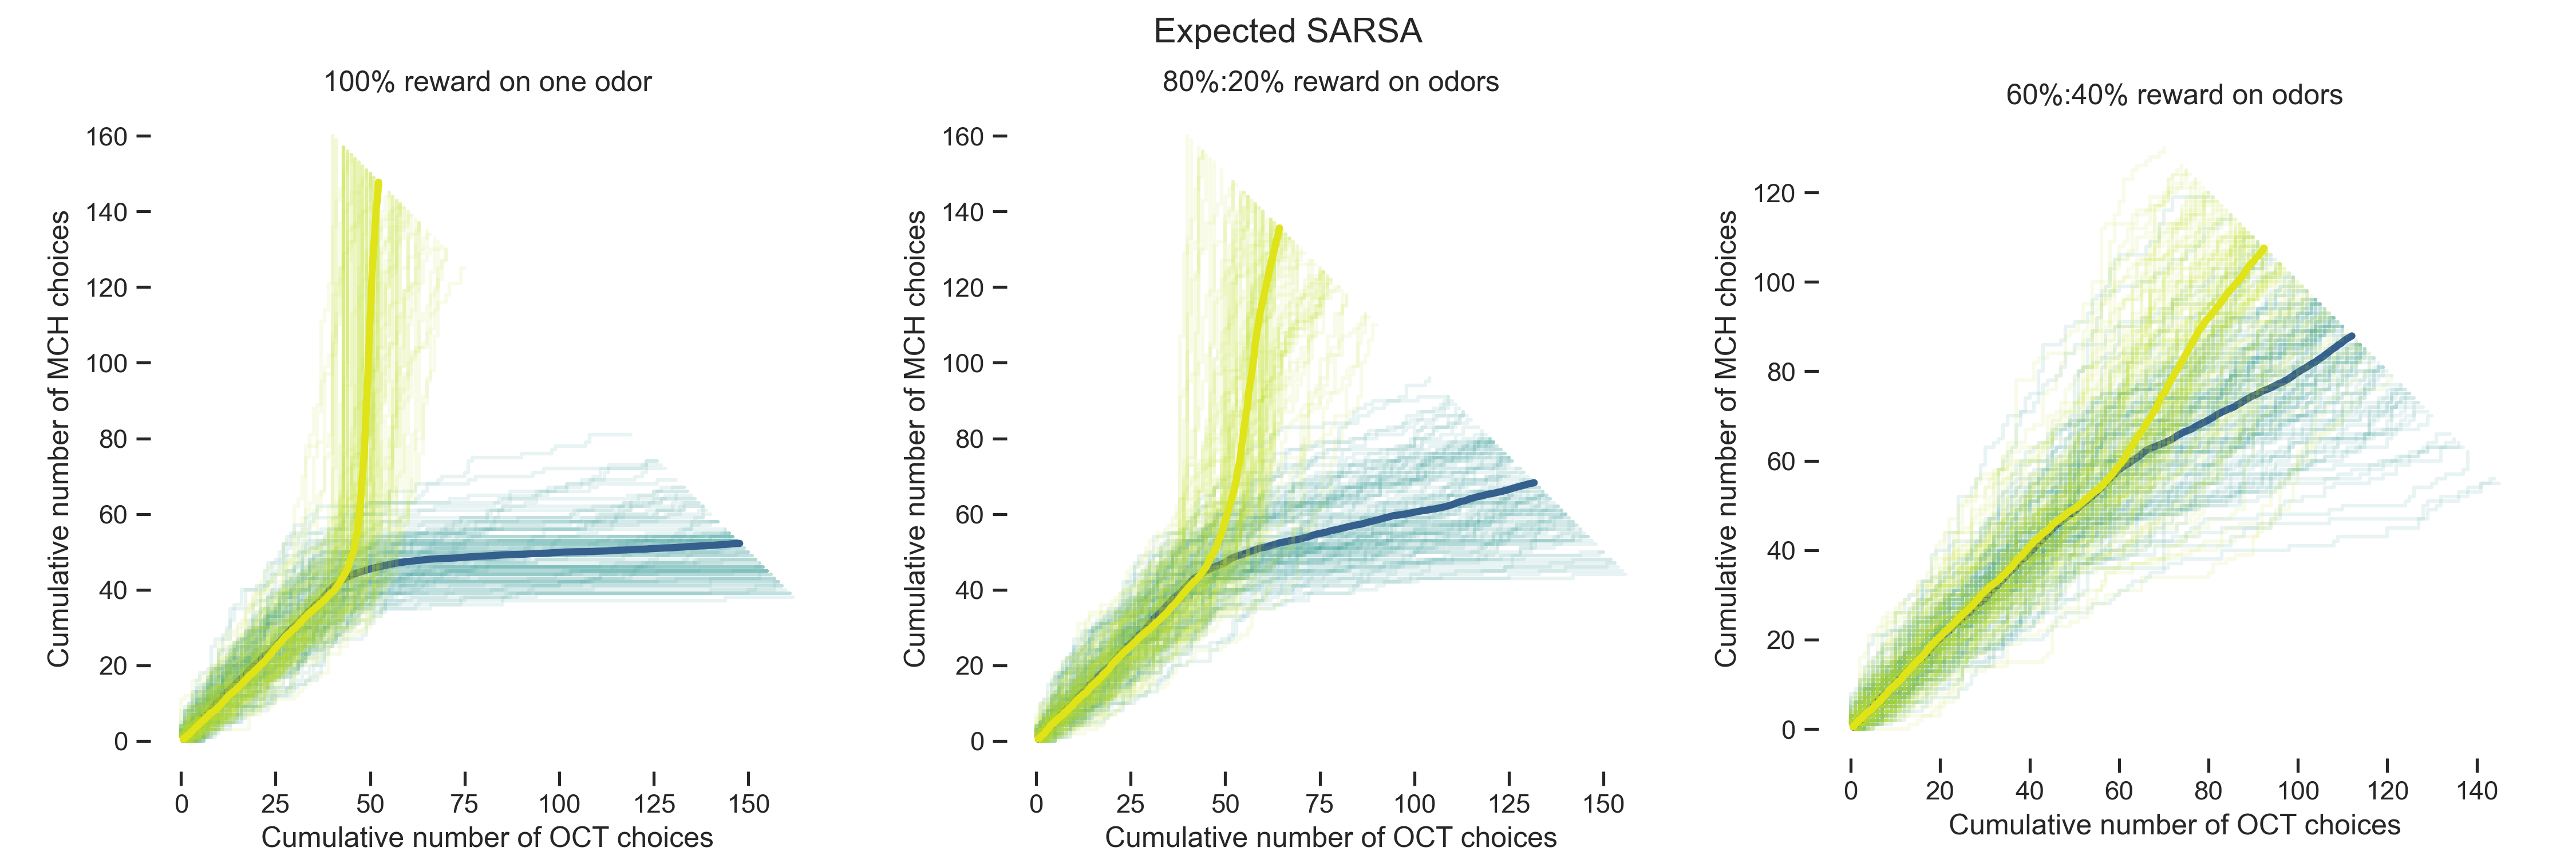 Expected SARSA
100% reward on one odor
160
140
120
100
80
60
40
20
0
Cumulative number of MCH choices
0 25 50 75 100 125 150
Cumulative number of OCT choices
80%:20% reward on odors
160
140
120
100
80
60
40
20
0
Cumulative number of MCH choices
0 25 50 75 100 125 150
Cumulative number of OCT choices
60%:40% reward on odors
120
100
80
60
40
20
0
Cumulative number of MCH choices
0 20 40 60 80 100 120 140
Cumulative number of OCT choices